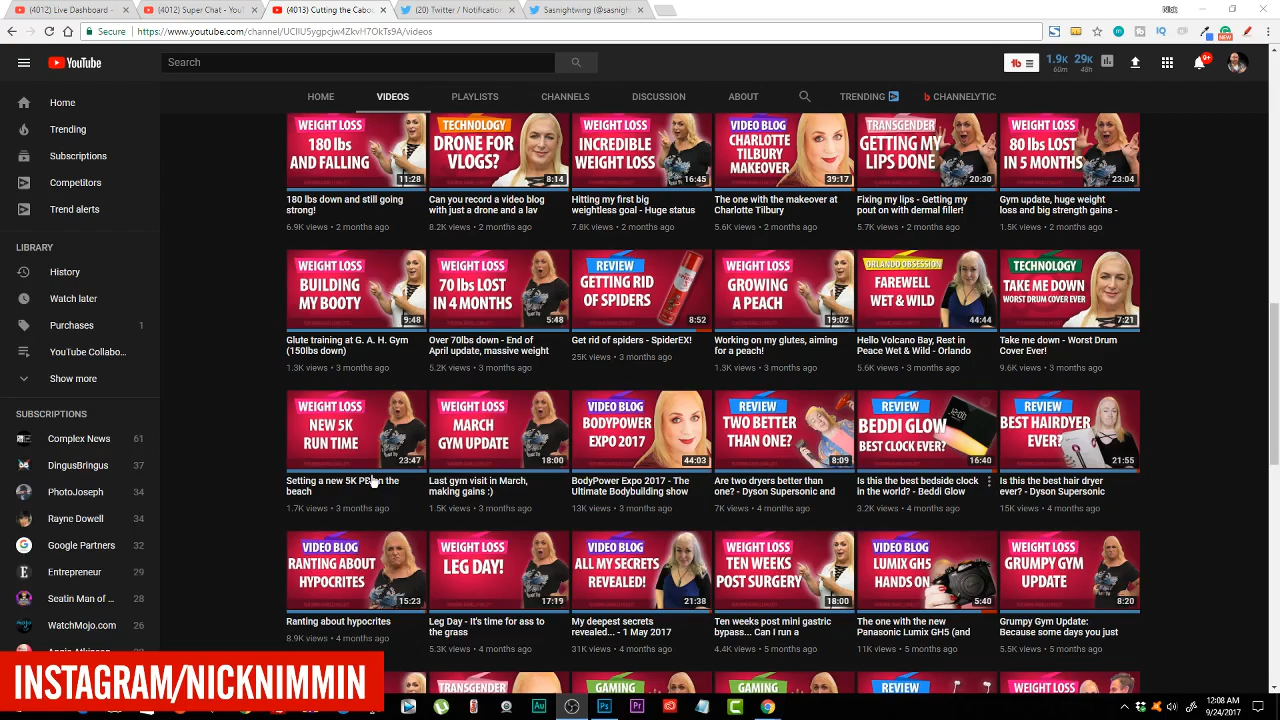 (4012) Live Dashboard -
(4012) Super Chat - YouT
(4013) Cutting the Cabou
(20) Twitter / Notification
Sasnightming (@sasnight
Nick
Secure
https://www.youtube.com/channel/UCIlU5ygpcjw4ZkvH7OkTs9A/videos
NEW
YouTube
Search
1.9K
60m
29K
48h
9+
HOME
VIDEOS
PLAYLISTS
CHANNELS
DISCUSSION
ABOUT
TRENDING
CHANNELYTICS
Home
Trending
Subscriptions
Competitors
Trend alerts
LIBRARY
History
Watch later
Purchases 1
YouTube Collabo...
Show more
SUBSCRIPTIONS
Complex News 61
DingusBringus 37
PhotoJoseph 34
Rayne Dowell 34
Google Partners 32
Entrepreneur 29
Seatin Man of ... 28
WatchMojo.com 26
WEIGHT LOSS
180 lbs
AND FALLING
11:28
180 lbs down and still going
strong!
6.9K views • 2 months ago
TECHNOLOGY
DRONE FOR
VLOGS?
8:14
Can you record a video blog
with just a drone and a lav
8.2K views • 2 months ago
WEIGHT LOSS
INCREDIBLE
WEIGHT LOSS
16:45
Hitting my first big
weightless goal - Huge status
7.8K views • 2 months ago
VIDEO BLOG
CHARLOTTE
TILBURY
MAKEOVER
39:17
The one with the makeover at
Charlotte Tilbury
5.6K views • 2 months ago
TRANSGENDER
GETTING MY
LIPS DONE
20:30
Fixing my lips - Getting my
pout on with dermal filler!
5.7K views • 2 months ago
WEIGHT LOSS
80 lbs LOST
IN 5 MONTHS
23:04
Gym update, huge weight
loss and big strength gains -
1.5K views • 2 months ago
WEIGHT LOSS
BUILDING
MY BOOTY
9:48
Glute training at G. A. H. Gym
(150lbs down)
1.3K views • 3 months ago
WEIGHT LOSS
70 lbs LOST
IN 4 MONTHS
5:48
Over 70lbs down - End of
April update, massive weight
5.2K views • 3 months ago
REVIEW
GETTING RID
OF SPIDERS
8:52
Get rid of spiders - SpiderEX!
25K views • 3 months ago
WEIGHT LOSS
GROWING
A PEACH
19:02
Working on my glutes, aiming
for a peach!
1.3K views • 3 months ago
ORLANDO OBSESSION
FAREWELL
WET & WILD
44:44
Hello Volcano Bay, Rest in
Peace Wet & Wild - Orlando
5.6K views • 3 months ago
TECHNOLOGY
TAKE ME DOWN
WORST DRUM COVER EVER!
7:21
Take me down - Worst Drum
Cover Ever!
9.6K views • 3 months ago
WEIGHT LOSS
NEW 5K
RUN TIME
23:47
Setting a new 5K PB on the
beach
1.7K views • 3 months ago
WEIGHT LOSS
MARCH
GYM UPDATE
18:00
Last gym visit in March,
making gains :)
1.5K views • 3 months ago
VIDEO BLOG
BODYPOWER
EXPO 2017
44:03
BodyPower Expo 2017 - The
Ultimate Bodybuilding show
13K views • 3 months ago
REVIEW
TWO BETTER
THAN ONE?
8:09
Are two dryers better than
one? - Dyson Supersonic and
7K views • 4 months ago
REVIEW
BEDDI GLOW
BEST CLOCK EVER?
16:40
Is this the best bedside clock
in the world? - Beddi Glow
3.2K views • 4 months ago
REVIEW
BEST HAIRDYER
EVER?
21:55
Is this the best hair dryer
ever? - Dyson Supersonic
15K views • 4 months ago
VIDEO BLOG
RANTING ABOUT
HYPOCRITES
15:23
Ranting about hypocrites
8.9K views • 4 months ago
WEIGHT LOSS
LEG DAY!
17:19
Leg Day - It's time for ass to
the grass
5.3K views • 4 months ago
VIDEO BLOG
ALL MY SECRETS
REVEALED!
21:38
My deepest secrets
revealed... - 1 May 2017
31K views • 4 months ago
WEIGHT LOSS
TEN WEEKS
POST SURGERY
18:00
Ten weeks post mini gastric
bypass... Can I run a
4.4K views • 5 months ago
VIDEO BLOG
LUMIX GH5
HANDS ON
5:40
The one with the new
Panasonic Lumix GH5 (and
11K views • 5 months ago
WEIGHT LOSS
GRUMPY GYM
UPDATE
8:20
Grumpy Gym Update:
Because some days you just
5.5K views • 5 months ago
TRANSGENDER
GAMING
GAMING
REVIEW
WEIGHT LOSS
INSTAGRAM/NICKNIMMIN
Au
Ps
Pr
12:08 AM
9/24/2017